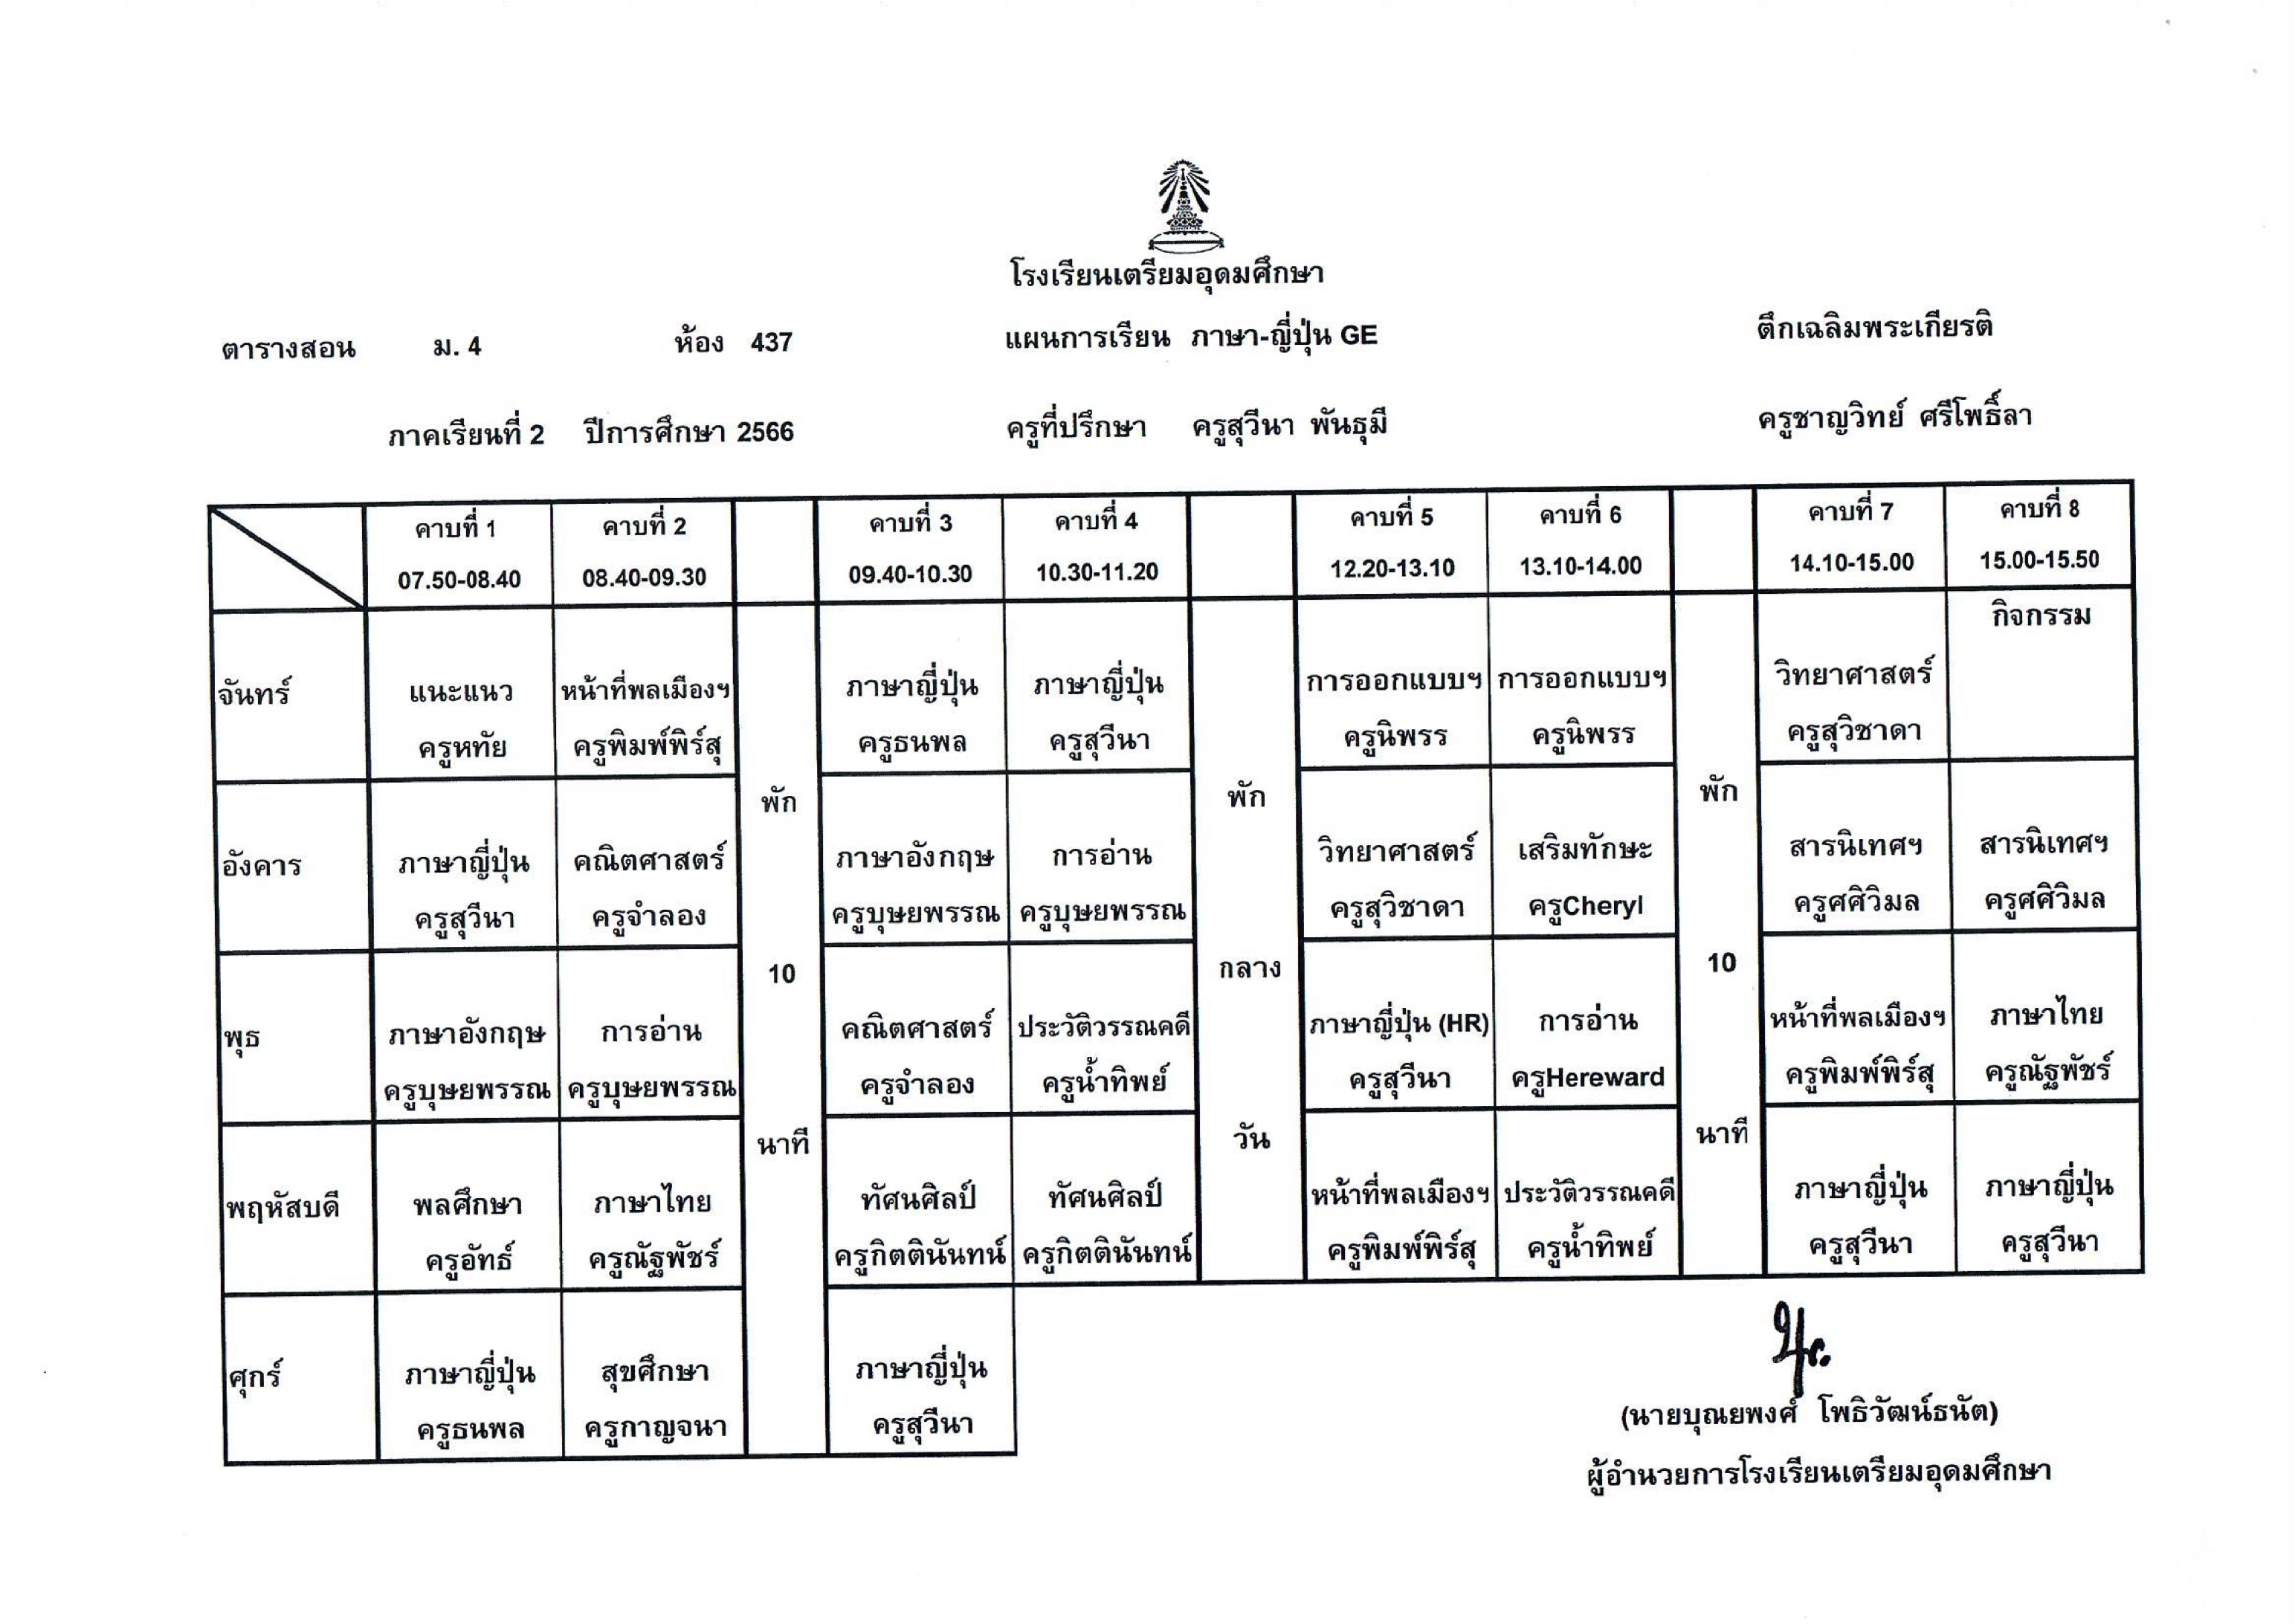 โรงเรียนเตรียมอุดมศึกษา
ตารางสอน ม. 4 ห้อง 437 แผนการเรียน ภาษา-ญี่ปุ่น GE ตึกเฉลิมพระเกียรติ
ภาคเรียนที่ 2 ปีการศึกษา 2566 ครูที่ปรึกษา ครูสุวีนา พันธุมี ครูชาญวิทย์ ศรีโพธิ์ลา
คาบที่ 1 คาบที่ 2 คาบที่ 3 คาบที่ 4 คาบที่ 5 คาบที่ 6 คาบที่ 7 คาบที่ 8
07.50-08.40 08.40-09.30 09.40-10.30 10.30-11.20 12.20-13.10 13.10-14.00 14.10-15.00 15.00-15.50
กิจกรรม
จันทร์ แนะแนว หน้าที่พลเมืองฯ ภาษาญี่ปุ่น ภาษาญี่ปุ่น การออกแบบฯ การออกแบบฯ วิทยาศาสตร์
ครูหทัย ครูพิมพ์พิร์สุ ครูธนพล ครูสุวีนา ครูนิพรร ครูนิพรร ครูสุวิชาดา
พัก พัก พัก
อังคาร ภาษาญี่ปุ่น คณิตศาสตร์ ภาษาอังกฤษ การอ่าน วิทยาศาสตร์ เสริมทักษะ สารนิเทศฯ สารนิเทศฯ
ครูสุวีนา ครูจำลอง ครูบุษยพรรณ ครูบุษยพรรณ ครูสุวิชาดา ครูCheryl ครูศศิวิมล ครูศศิวิมล
10 กลาง 10
พุธ ภาษาอังกฤษ การอ่าน คณิตศาสตร์ ประวัติวรรณคดี ภาษาญี่ปุ่น (HR) การอ่าน หน้าที่พลเมืองฯ ภาษาไทย
ครูบุษยพรรณ ครูบุษยพรรณ ครูจำลอง ครูน้ำทิพย์ ครูสุวีนา ครูHereward ครูพิมพ์พิร์สุ ครูณัฐพัชร์
นาที วัน นาที
พฤหัสบดี พลศึกษา ภาษาไทย ทัศนศิลป์ ทัศนศิลป์ หน้าที่พลเมืองฯ ประวัติวรรณคดี ภาษาญี่ปุ่น ภาษาญี่ปุ่น
ครูอัทธ์ ครูณัฐพัชร์ ครูกิตตินันทน์ ครูกิตตินันทน์ ครูพิมพ์พิร์สุ ครูน้ำทิพย์ ครูสุวีนา ครูสุวีนา
ศุกร์ ภาษาญี่ปุ่น สุขศึกษา ภาษาญี่ปุ่น
ครูธนพล ครูกาญจนา ครูสุวีนา
(นายบุณยพงศ์ โพธิวัฒน์ธนัต)
ผู้อำนวยการโรงเรียนเตรียมอุดมศึกษา